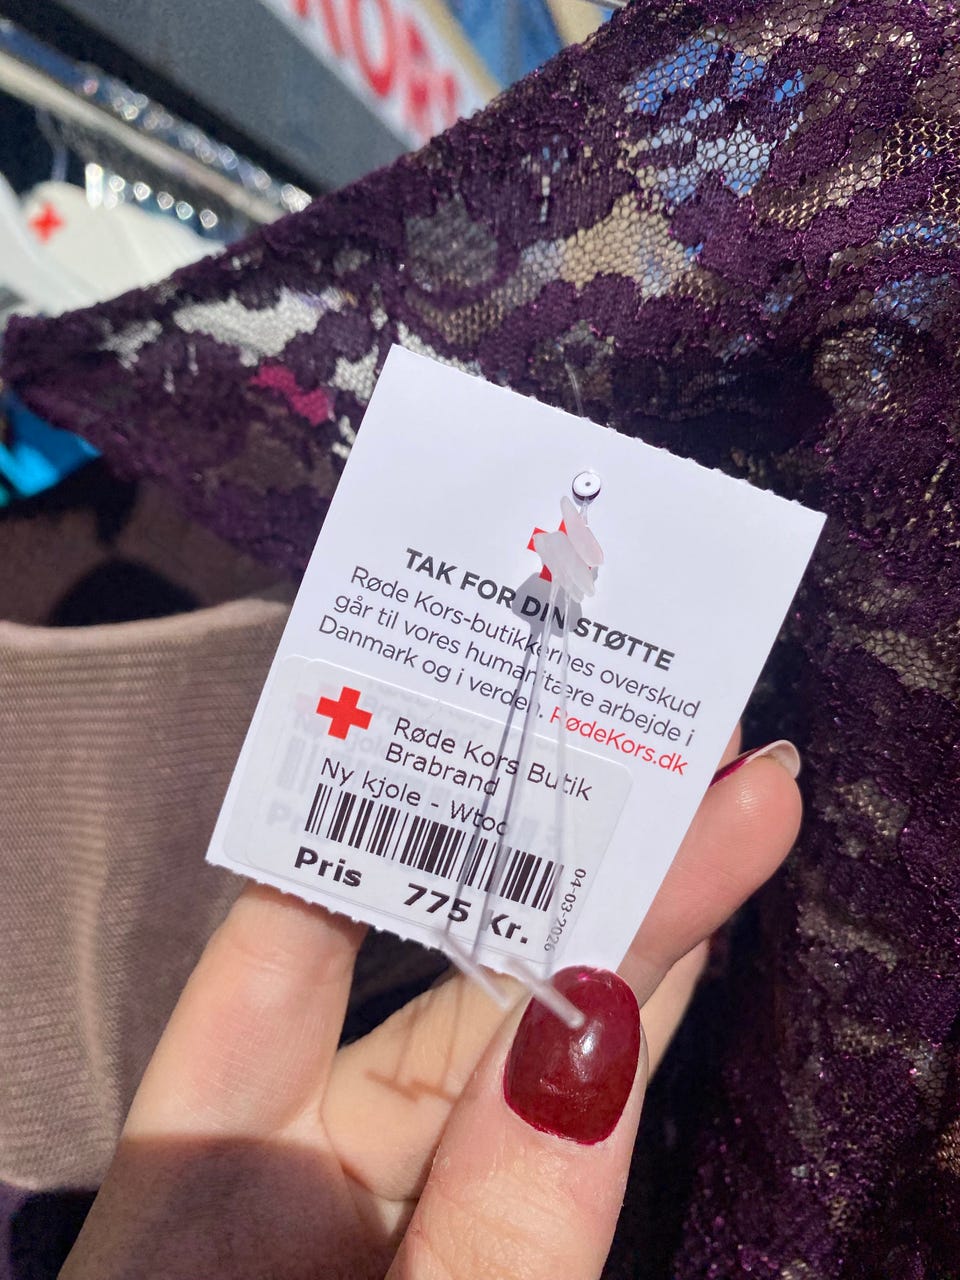 KORS
TAK FOR DIN STØTTE
Røde Kors-butikkernes overskud
går til vores humanitære arbejde i
Danmark og i verden. RødeKors.dk
Røde Kors Butik
Brabrand
Ny kjole - Wtoc
Pris 775 Kr.
04-03-2026